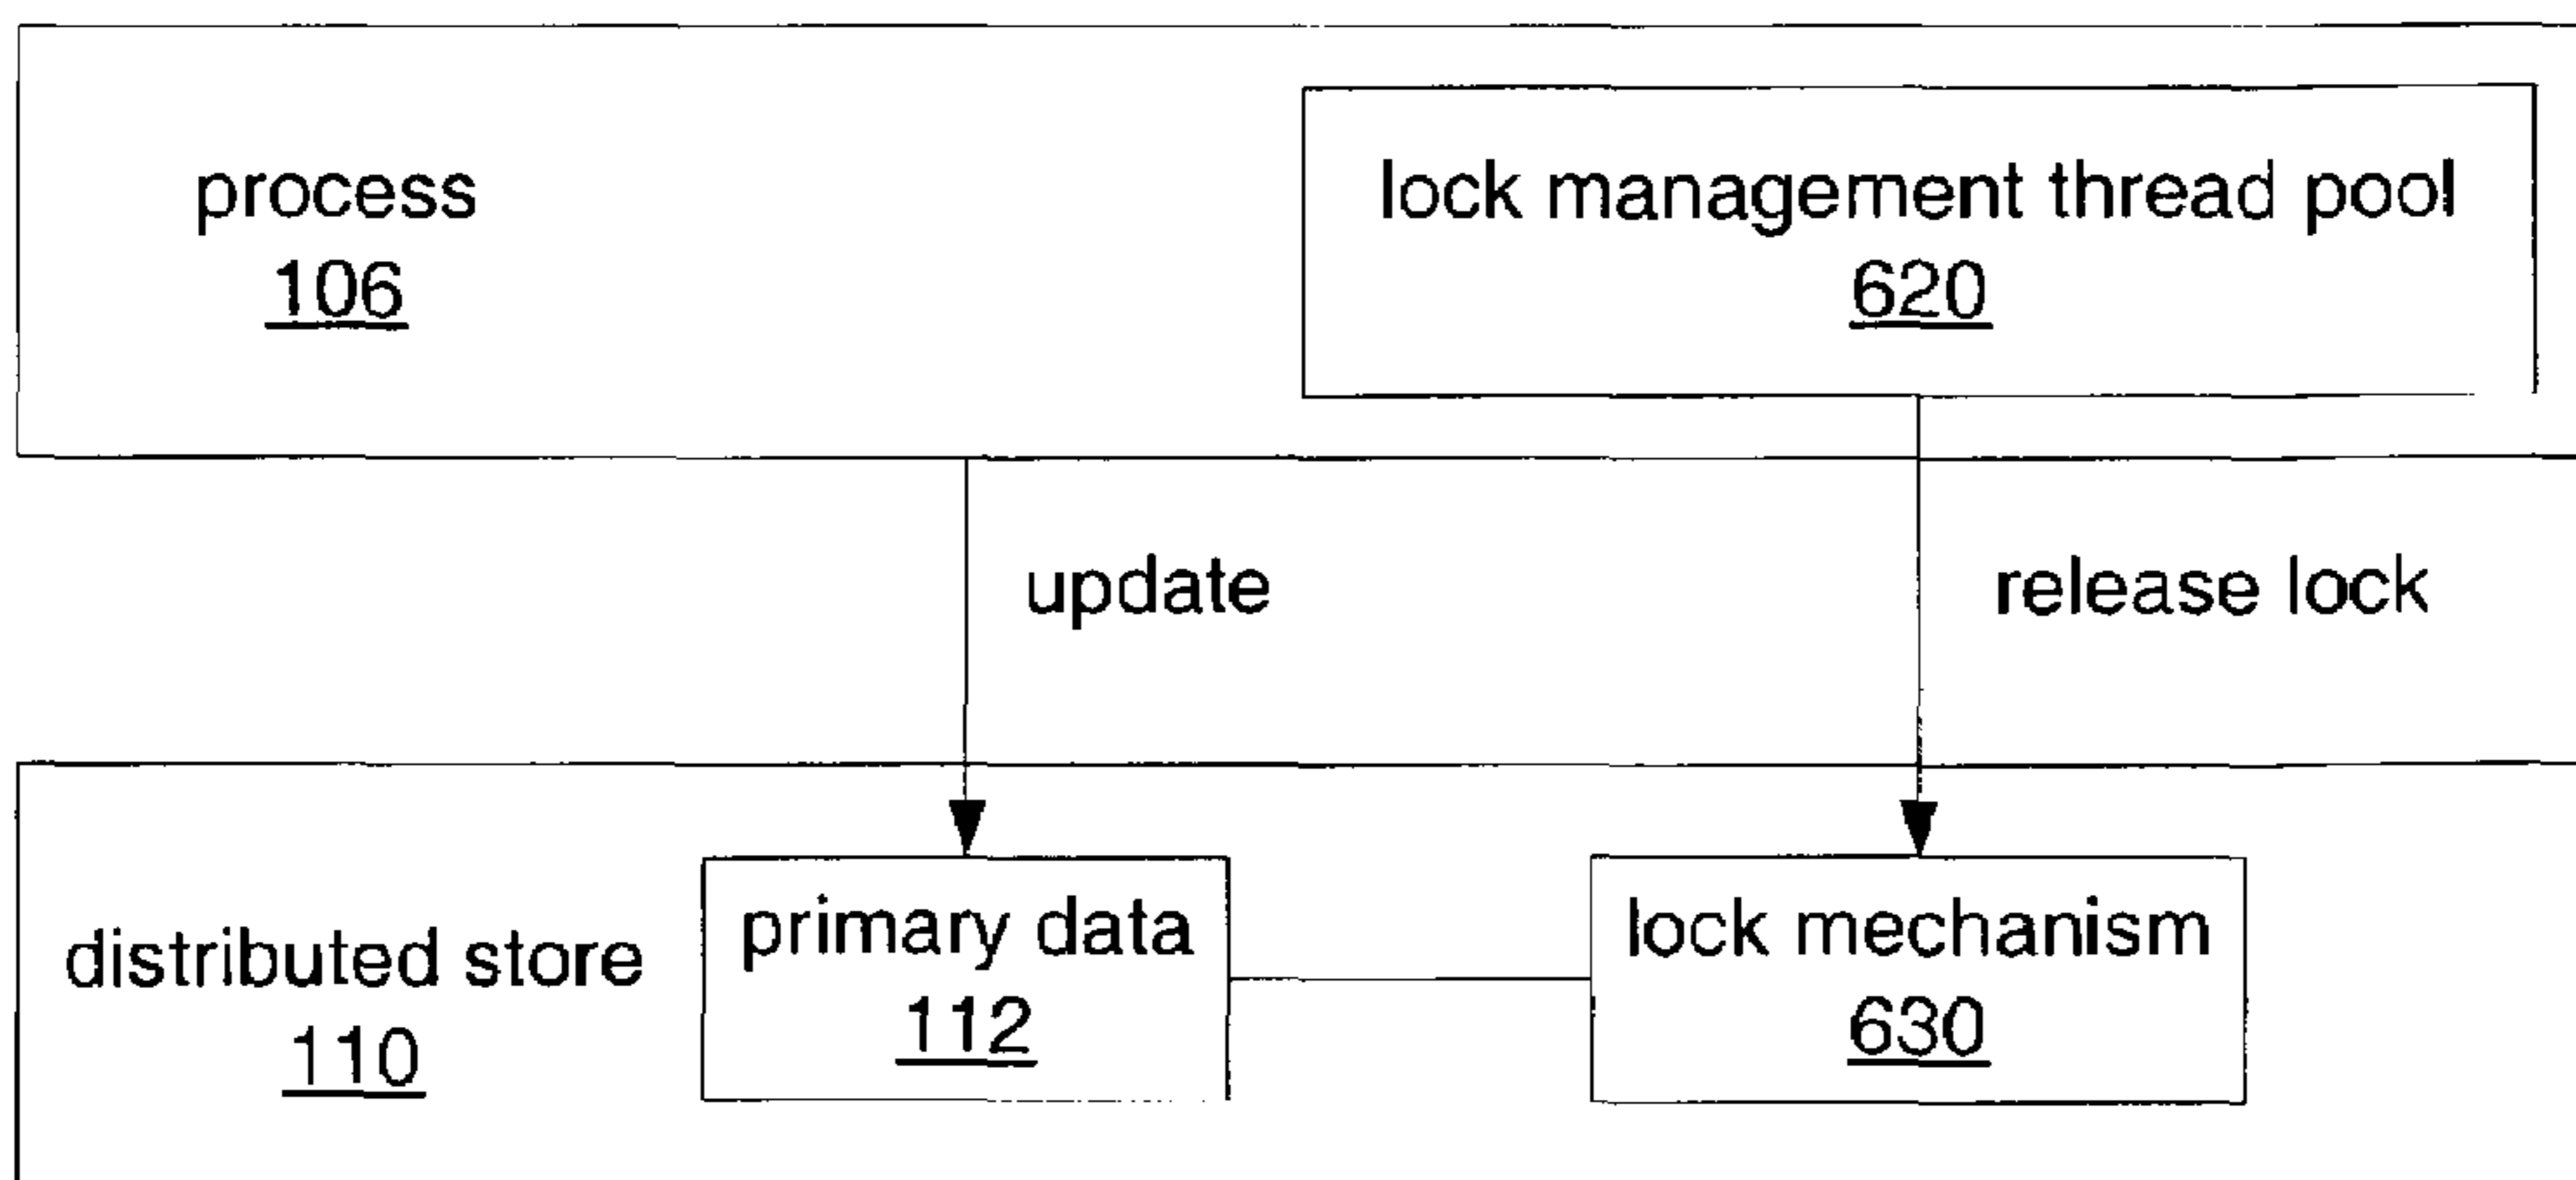 process
106
lock management thread pool
620
update
release lock
distributed store
110
primary data
112
lock mechanism
630